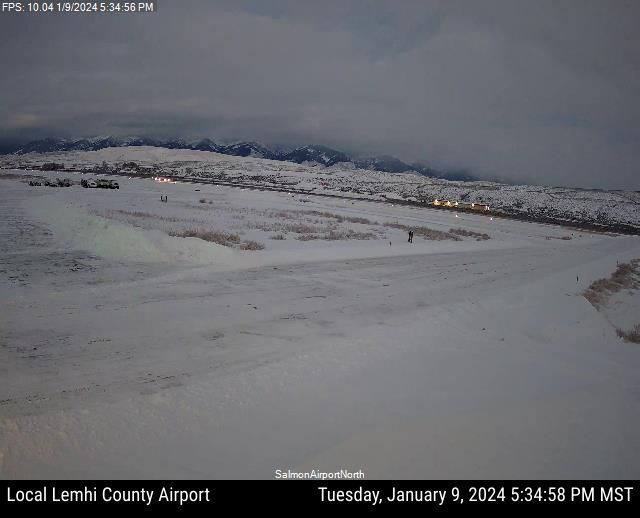 FPS: 10.04 1/9/2024 5:34:56 PM
SalmonAirportNorth
Local Lemhi County Airport Tuesday, January 9, 2024 5:34:58 PM MST